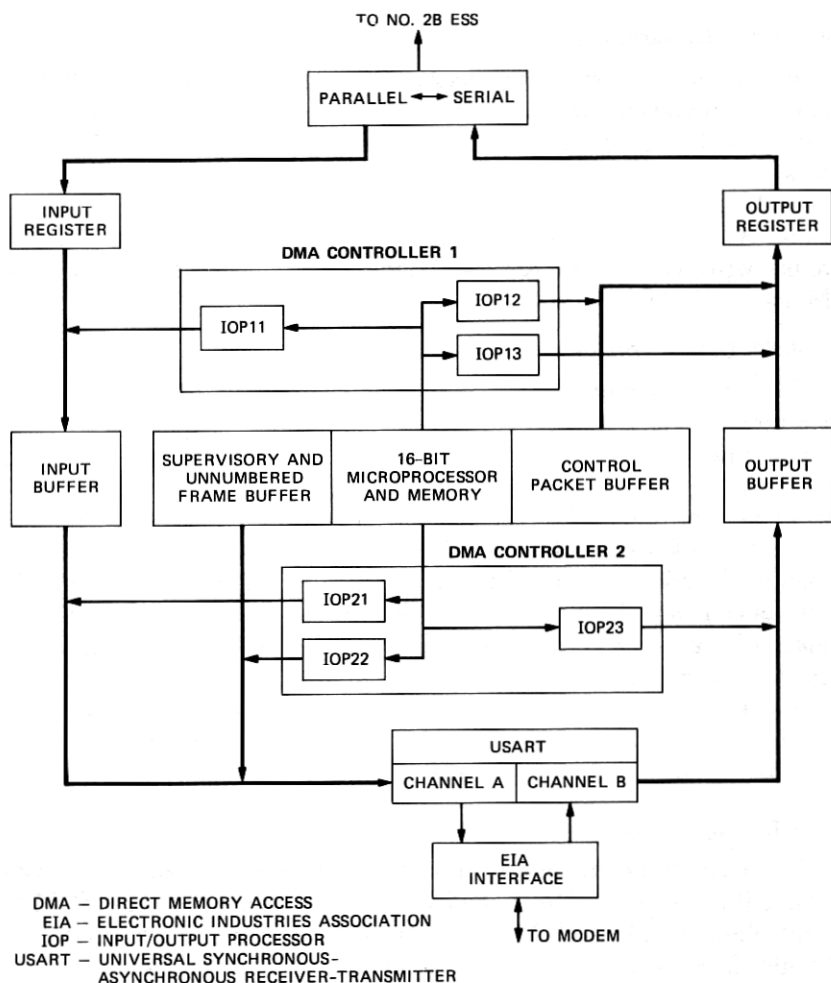 TO NO. 2B ESS
PARALLEL SERIAL
INPUT
REGISTER
OUTPUT
REGISTER
DMA CONTROLLER 1
IOP11
IOP12
IOP13
INPUT
BUFFER
SUPERVISORY AND
UNNUMBERED
FRAME BUFFER
16-BIT
MICROPROCESSOR
AND MEMORY
CONTROL
PACKET BUFFER
OUTPUT
BUFFER
DMA CONTROLLER 2
IOP21
IOP22
IOP23
USART
CHANNEL A
CHANNEL B
EIA
INTERFACE
TO MODEM
DMA – DIRECT MEMORY ACCESS
EIA – ELECTRONIC INDUSTRIES ASSOCIATION
IOP – INPUT/OUTPUT PROCESSOR
USART – UNIVERSAL SYNCHRONOUS-
ASYNCHRONOUS RECEIVER-TRANSMITTER